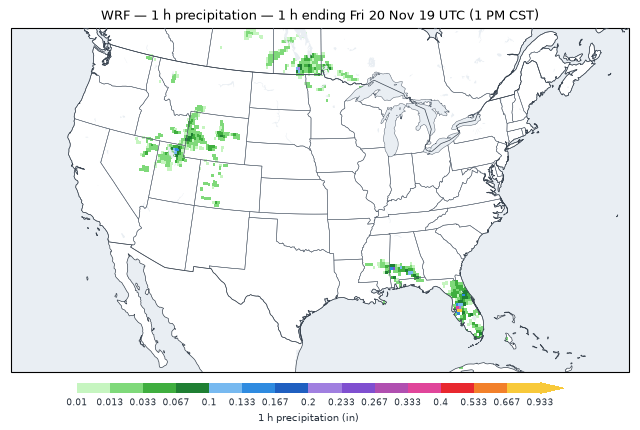 WRF — 1 h precipitation — 1 h ending Fri 20 Nov 19 UTC (1 PM CST)
0.01 0.013 0.033 0.067 0.1 0.133 0.167 0.2 0.233 0.267 0.333 0.4 0.533 0.667 0.933
1 h precipitation (in)